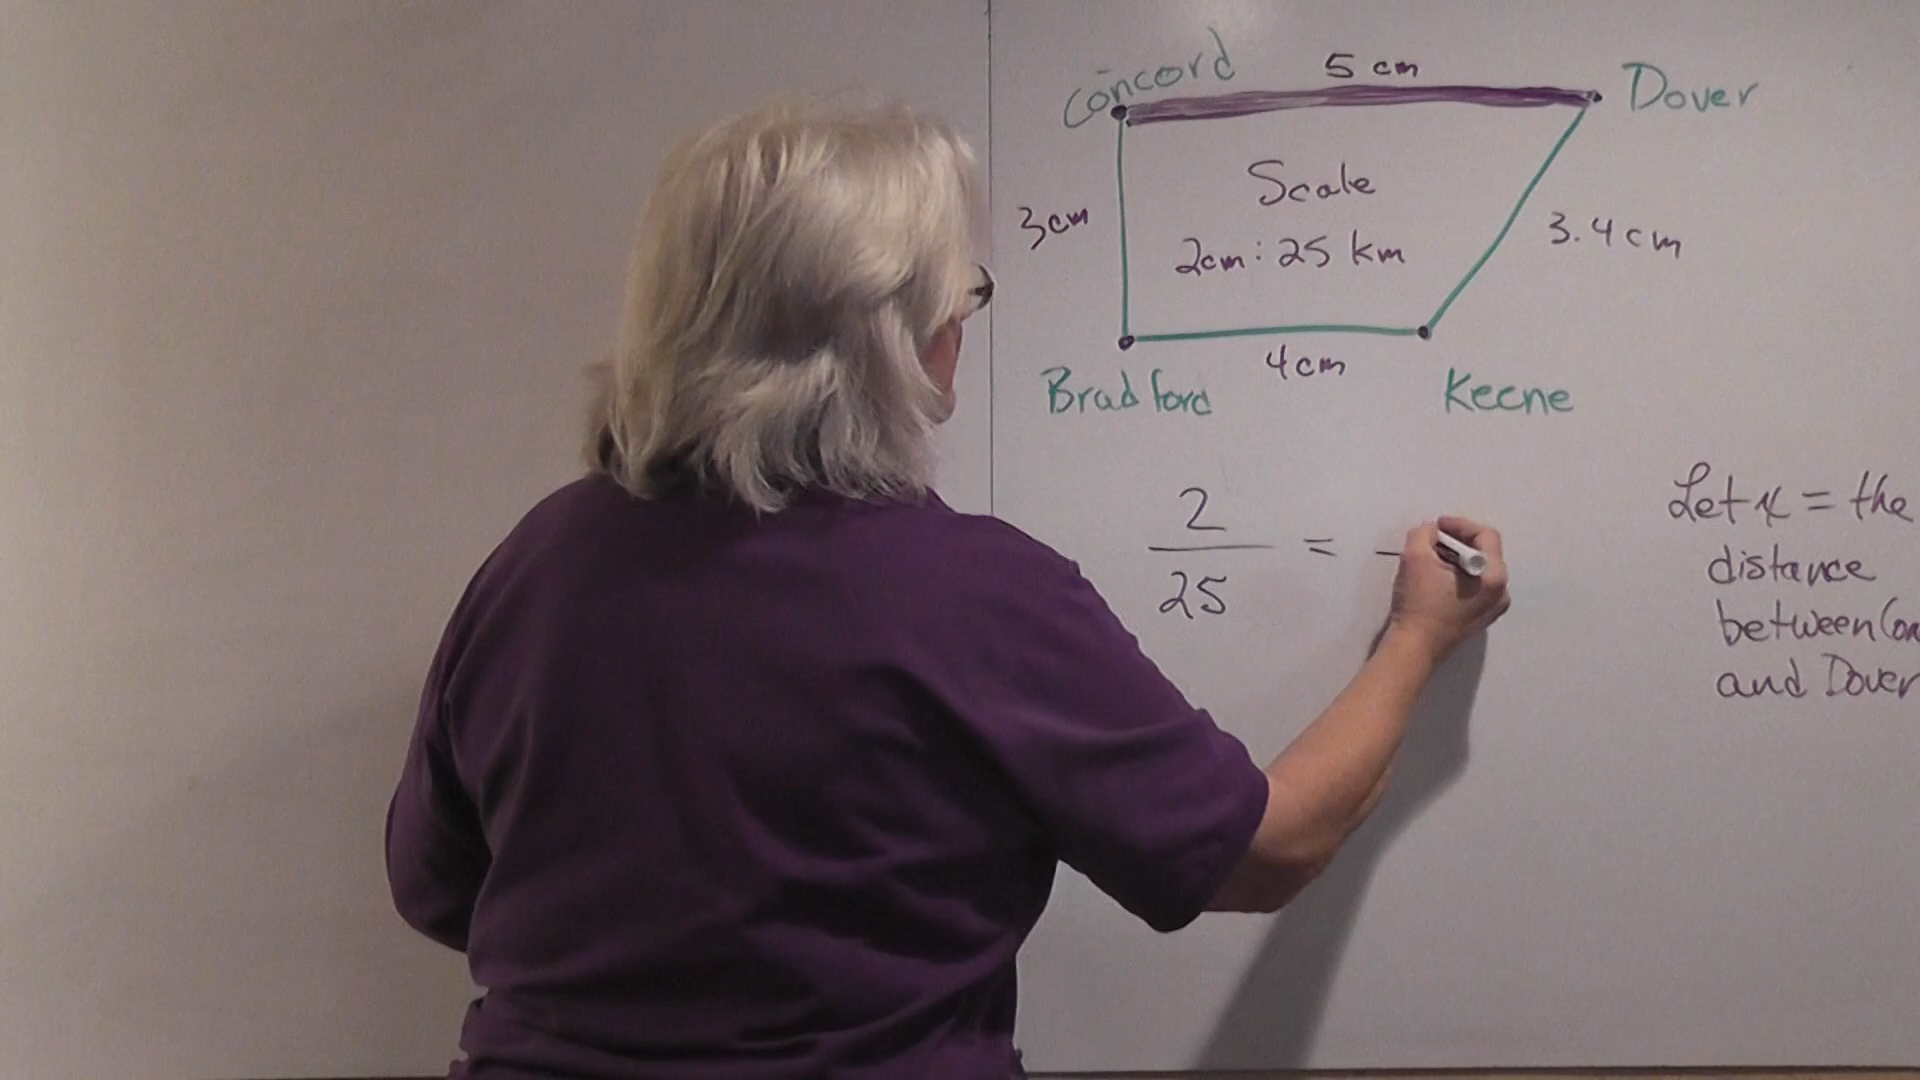 Concord
5 cm
Dover
Scale
3cm
2cm : 25 km
3.4 cm
4cm
Bradford
Keene
2
25
=
Let x = the
distance
between Con
and Dover